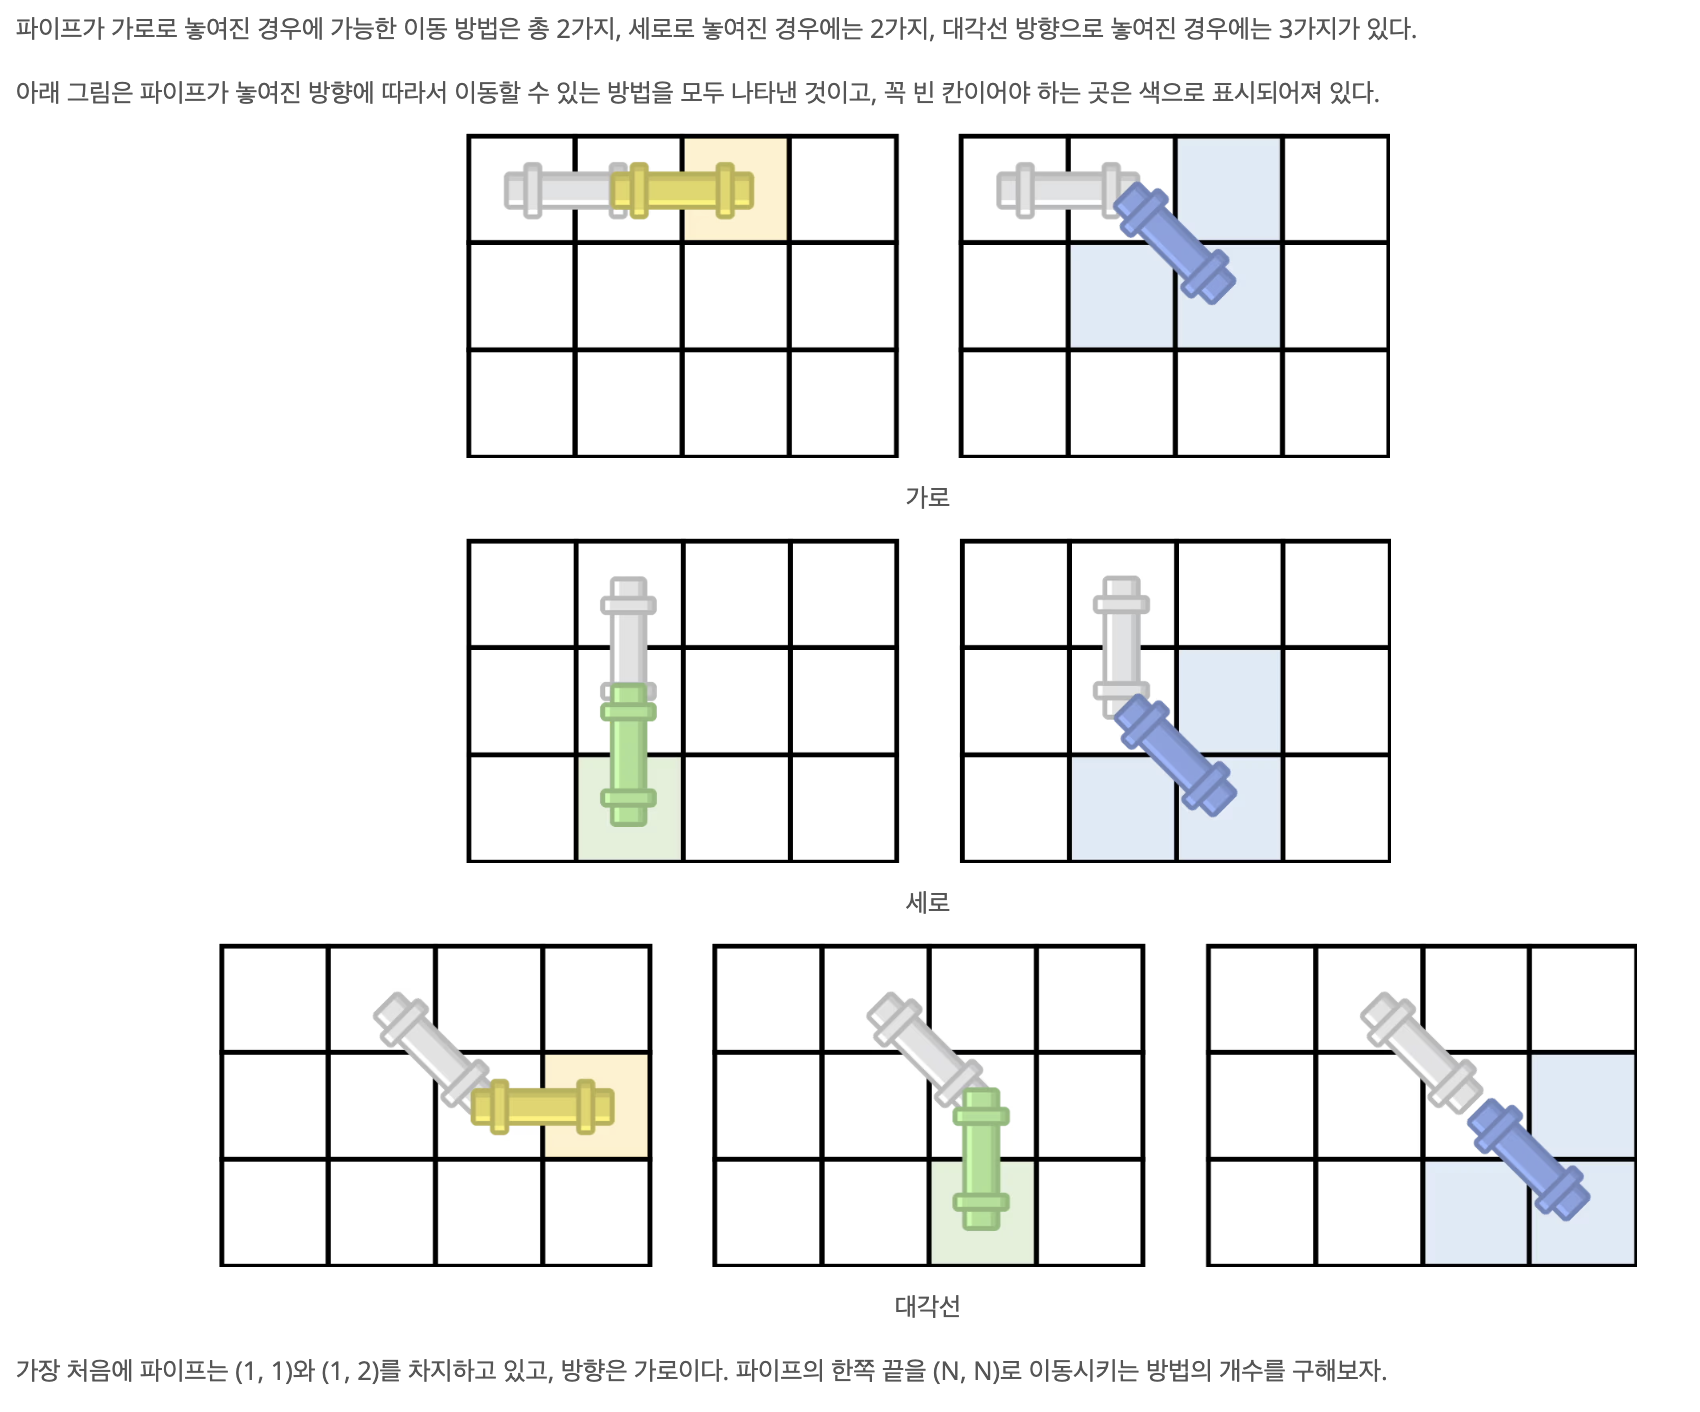 파이프가 가로로 놓여진 경우에 가능한 이동 방법은 총 2가지, 세로로 놓여진 경우에는 2가지, 대각선 방향으로 놓여진 경우에는 3가지가 있다.
아래 그림은 파이프가 놓여진 방향에 따라서 이동할 수 있는 방법을 모두 나타낸 것이고, 꼭 빈 칸이어야 하는 곳은 색으로 표시되어져 있다.
가로
세로
대각선
가장 처음에 파이프는 (1, 1)와 (1, 2)를 차지하고 있고, 방향은 가로이다. 파이프의 한쪽 끝을 (N, N)로 이동시키는 방법의 개수를 구해보자.